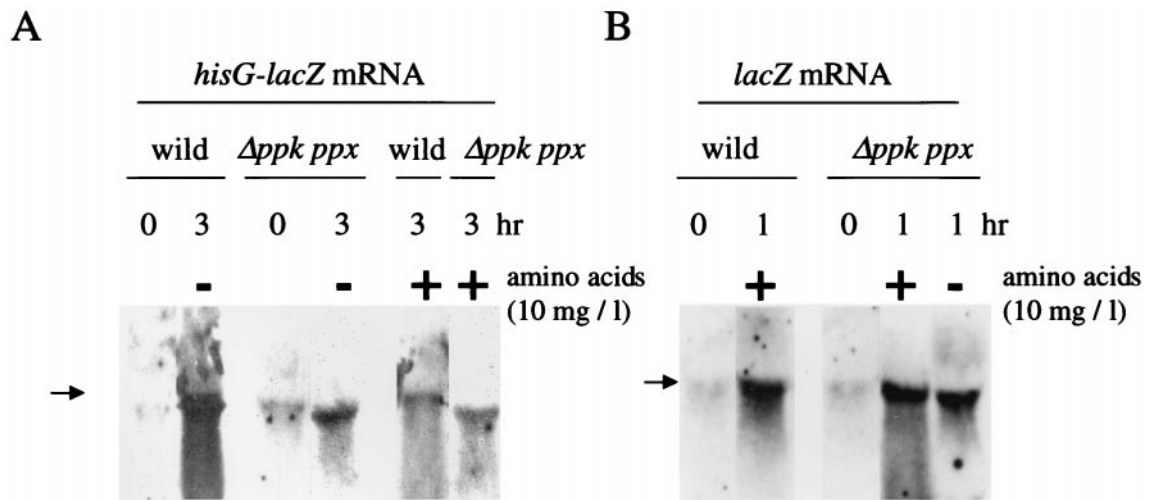 A
hisG-lacZ mRNA
wild Δppk ppx wild Δppk ppx
0 3 0 3 3 3 hr
- - + + amino acids
(10 mg / l)
B
lacZ mRNA
wild Δppk ppx
0 1 0 1 1 hr
+ + - amino acids
(10 mg / l)